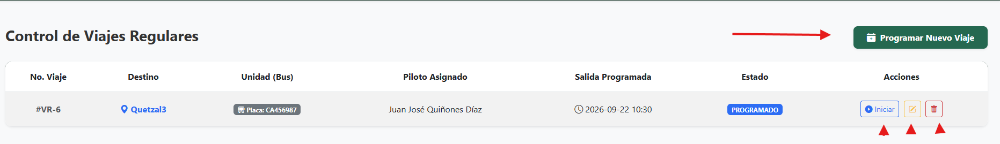 Control de Viajes Regulares
Programar Nuevo Viaje
No. Viaje Destino Unidad (Bus) Piloto Asignado Salida Programada Estado Acciones
#VR-6 Quetzal3 Placa: CA456987 Juan José Quiñones Díaz 2026-09-22 10:30 PROGRAMADO Iniciar